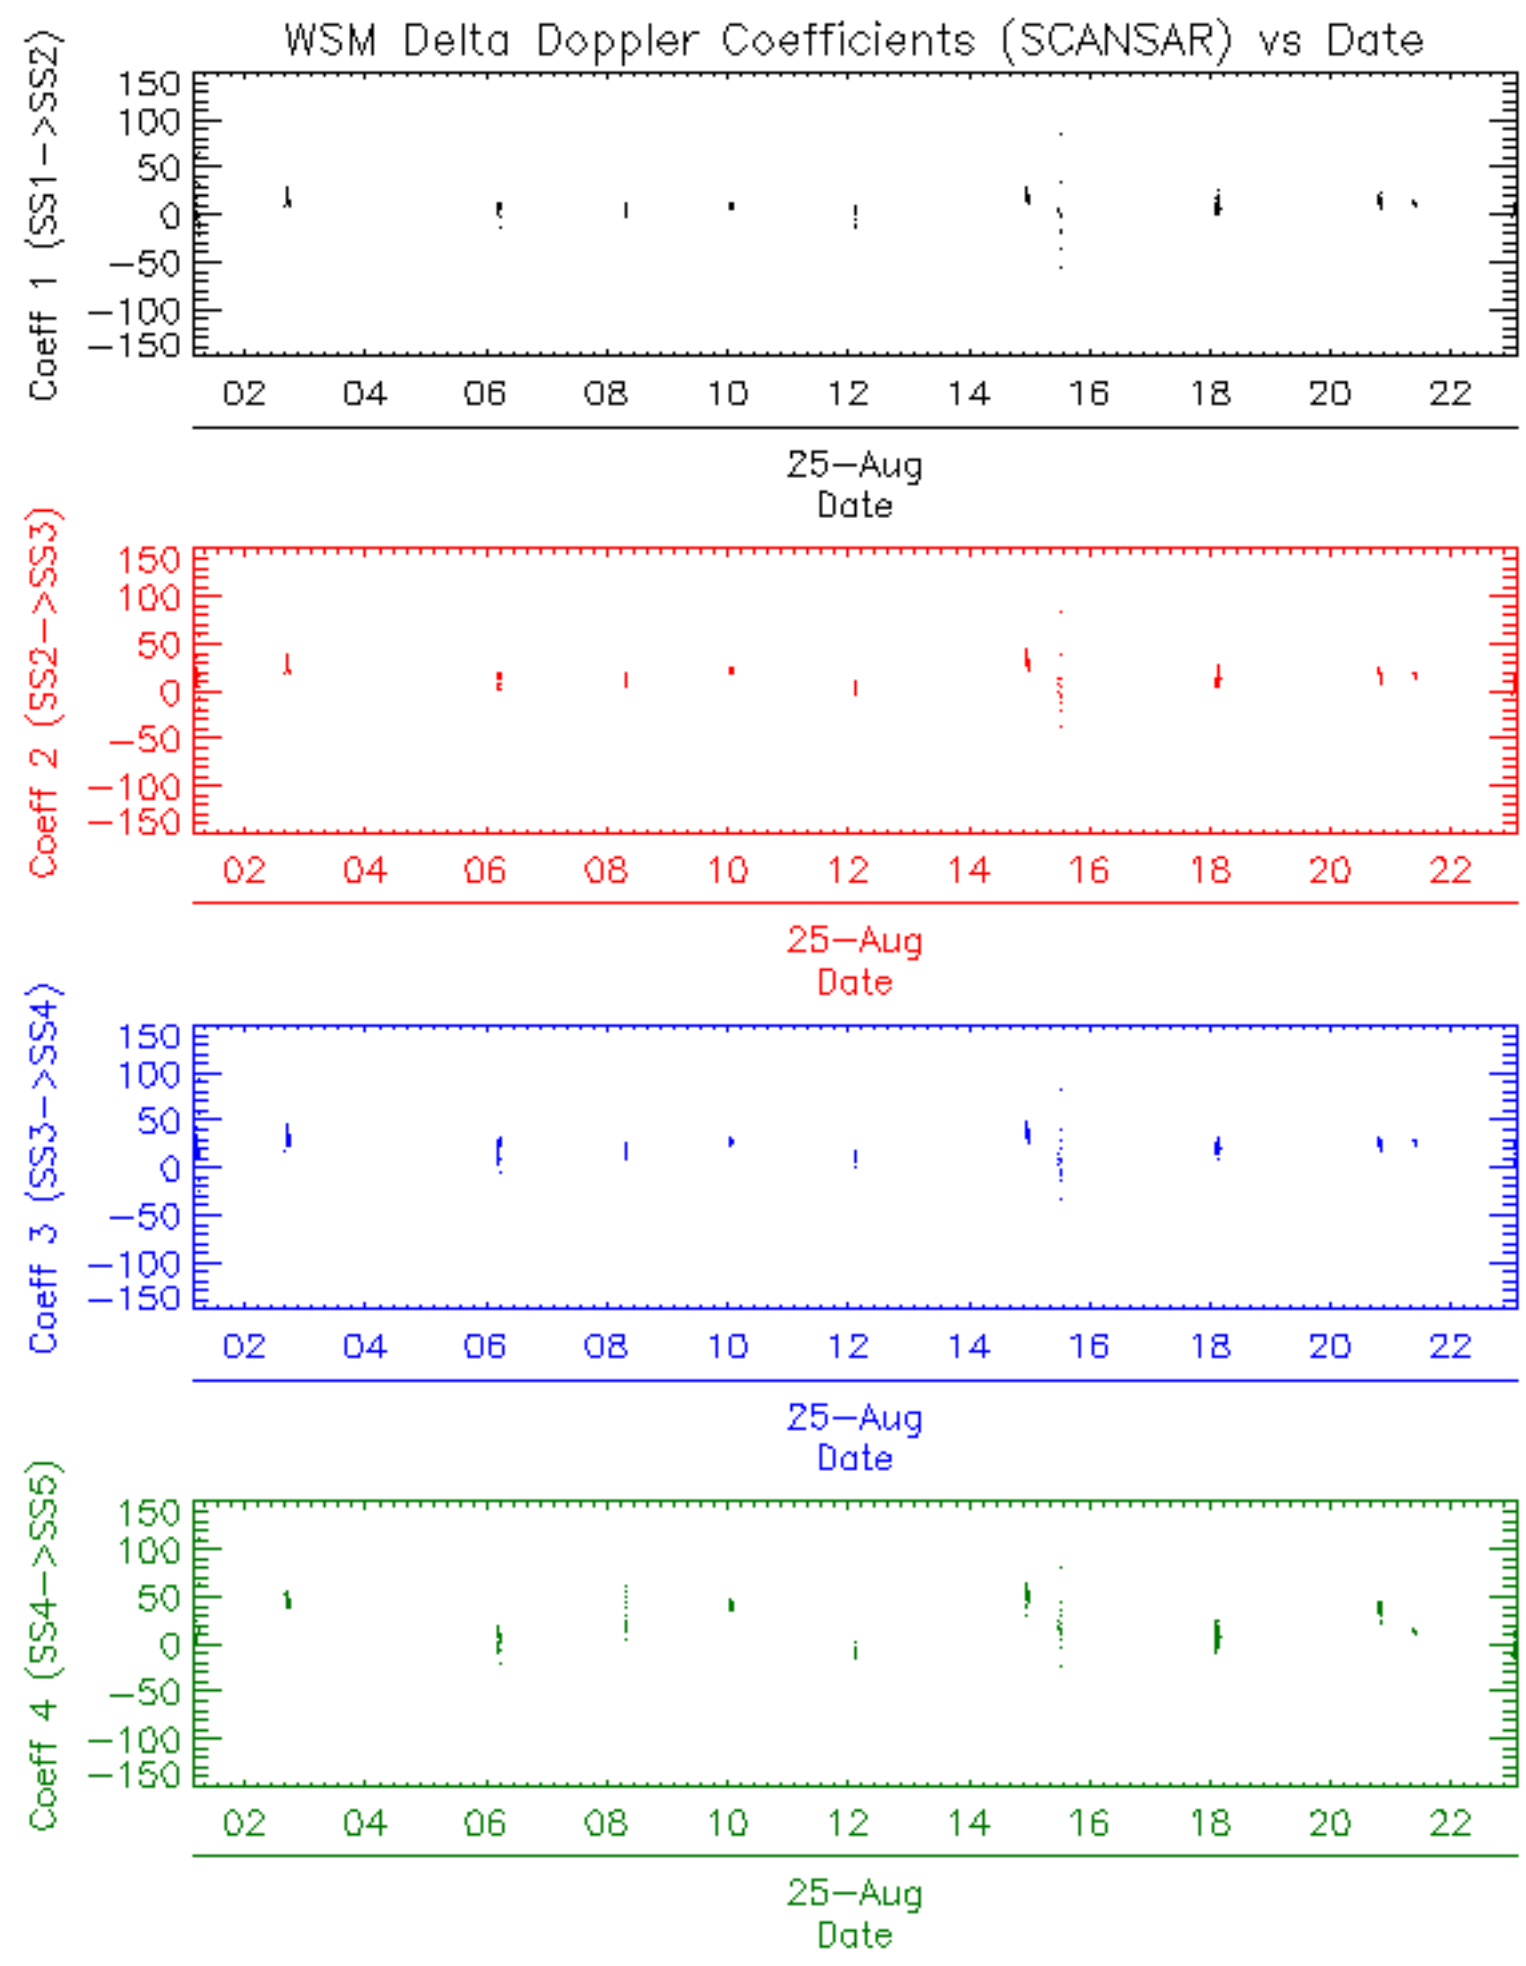 WSM Delta Doppler Coefficients (SCANSAR) vs Date
Coeff 1 (SS1->SS2)
150
100
50
0
-50
-100
-150
02 04 06 08 10 12 14 16 18 20 22
25-Aug
Date
Coeff 2 (SS2->SS3)
150
100
50
0
-50
-100
-150
02 04 06 08 10 12 14 16 18 20 22
25-Aug
Date
Coeff 3 (SS3->SS4)
150
100
50
0
-50
-100
-150
02 04 06 08 10 12 14 16 18 20 22
25-Aug
Date
Coeff 4 (SS4->SS5)
150
100
50
0
-50
-100
-150
02 04 06 08 10 12 14 16 18 20 22
25-Aug
Date